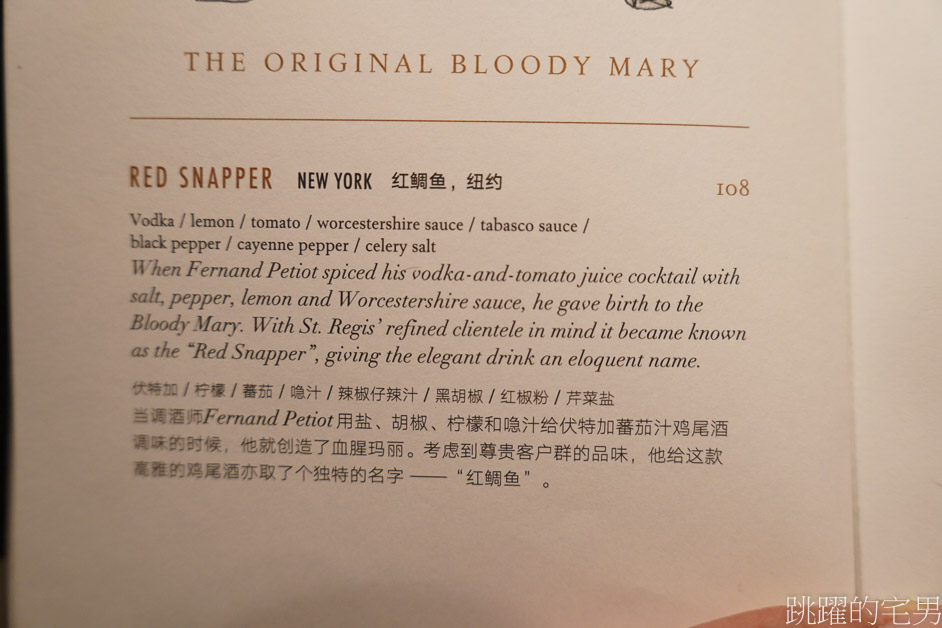 THE ORIGINAL BLOODY MARY
RED SNAPPER NEW YORK 红鲷鱼，纽约 108
Vodka / lemon / tomato / worcestershire sauce / tabasco sauce /
black pepper / cayenne pepper / celery salt
When Fernand Petiot spiced his vodka-and-tomato juice cocktail with
salt, pepper, lemon and Worcestershire sauce, he gave birth to the
Bloody Mary. With St. Regis’ refined clientele in mind it became known
as the “Red Snapper”, giving the elegant drink an eloquent name.
伏特加 / 柠檬 / 蕃茄 / 喼汁 / 辣椒仔辣汁 / 黑胡椒 / 红椒粉 / 芹菜盐
当调酒师Fernand Petiot用盐、胡椒、柠檬和喼汁给伏特加蕃茄汁鸡尾酒
调味的时候，他就创造了血腥玛丽。考虑到尊贵客户群的品味，他给这款
高雅的鸡尾酒亦取了个独特的名字 ——“红鲷鱼”。
跳躍的宅男